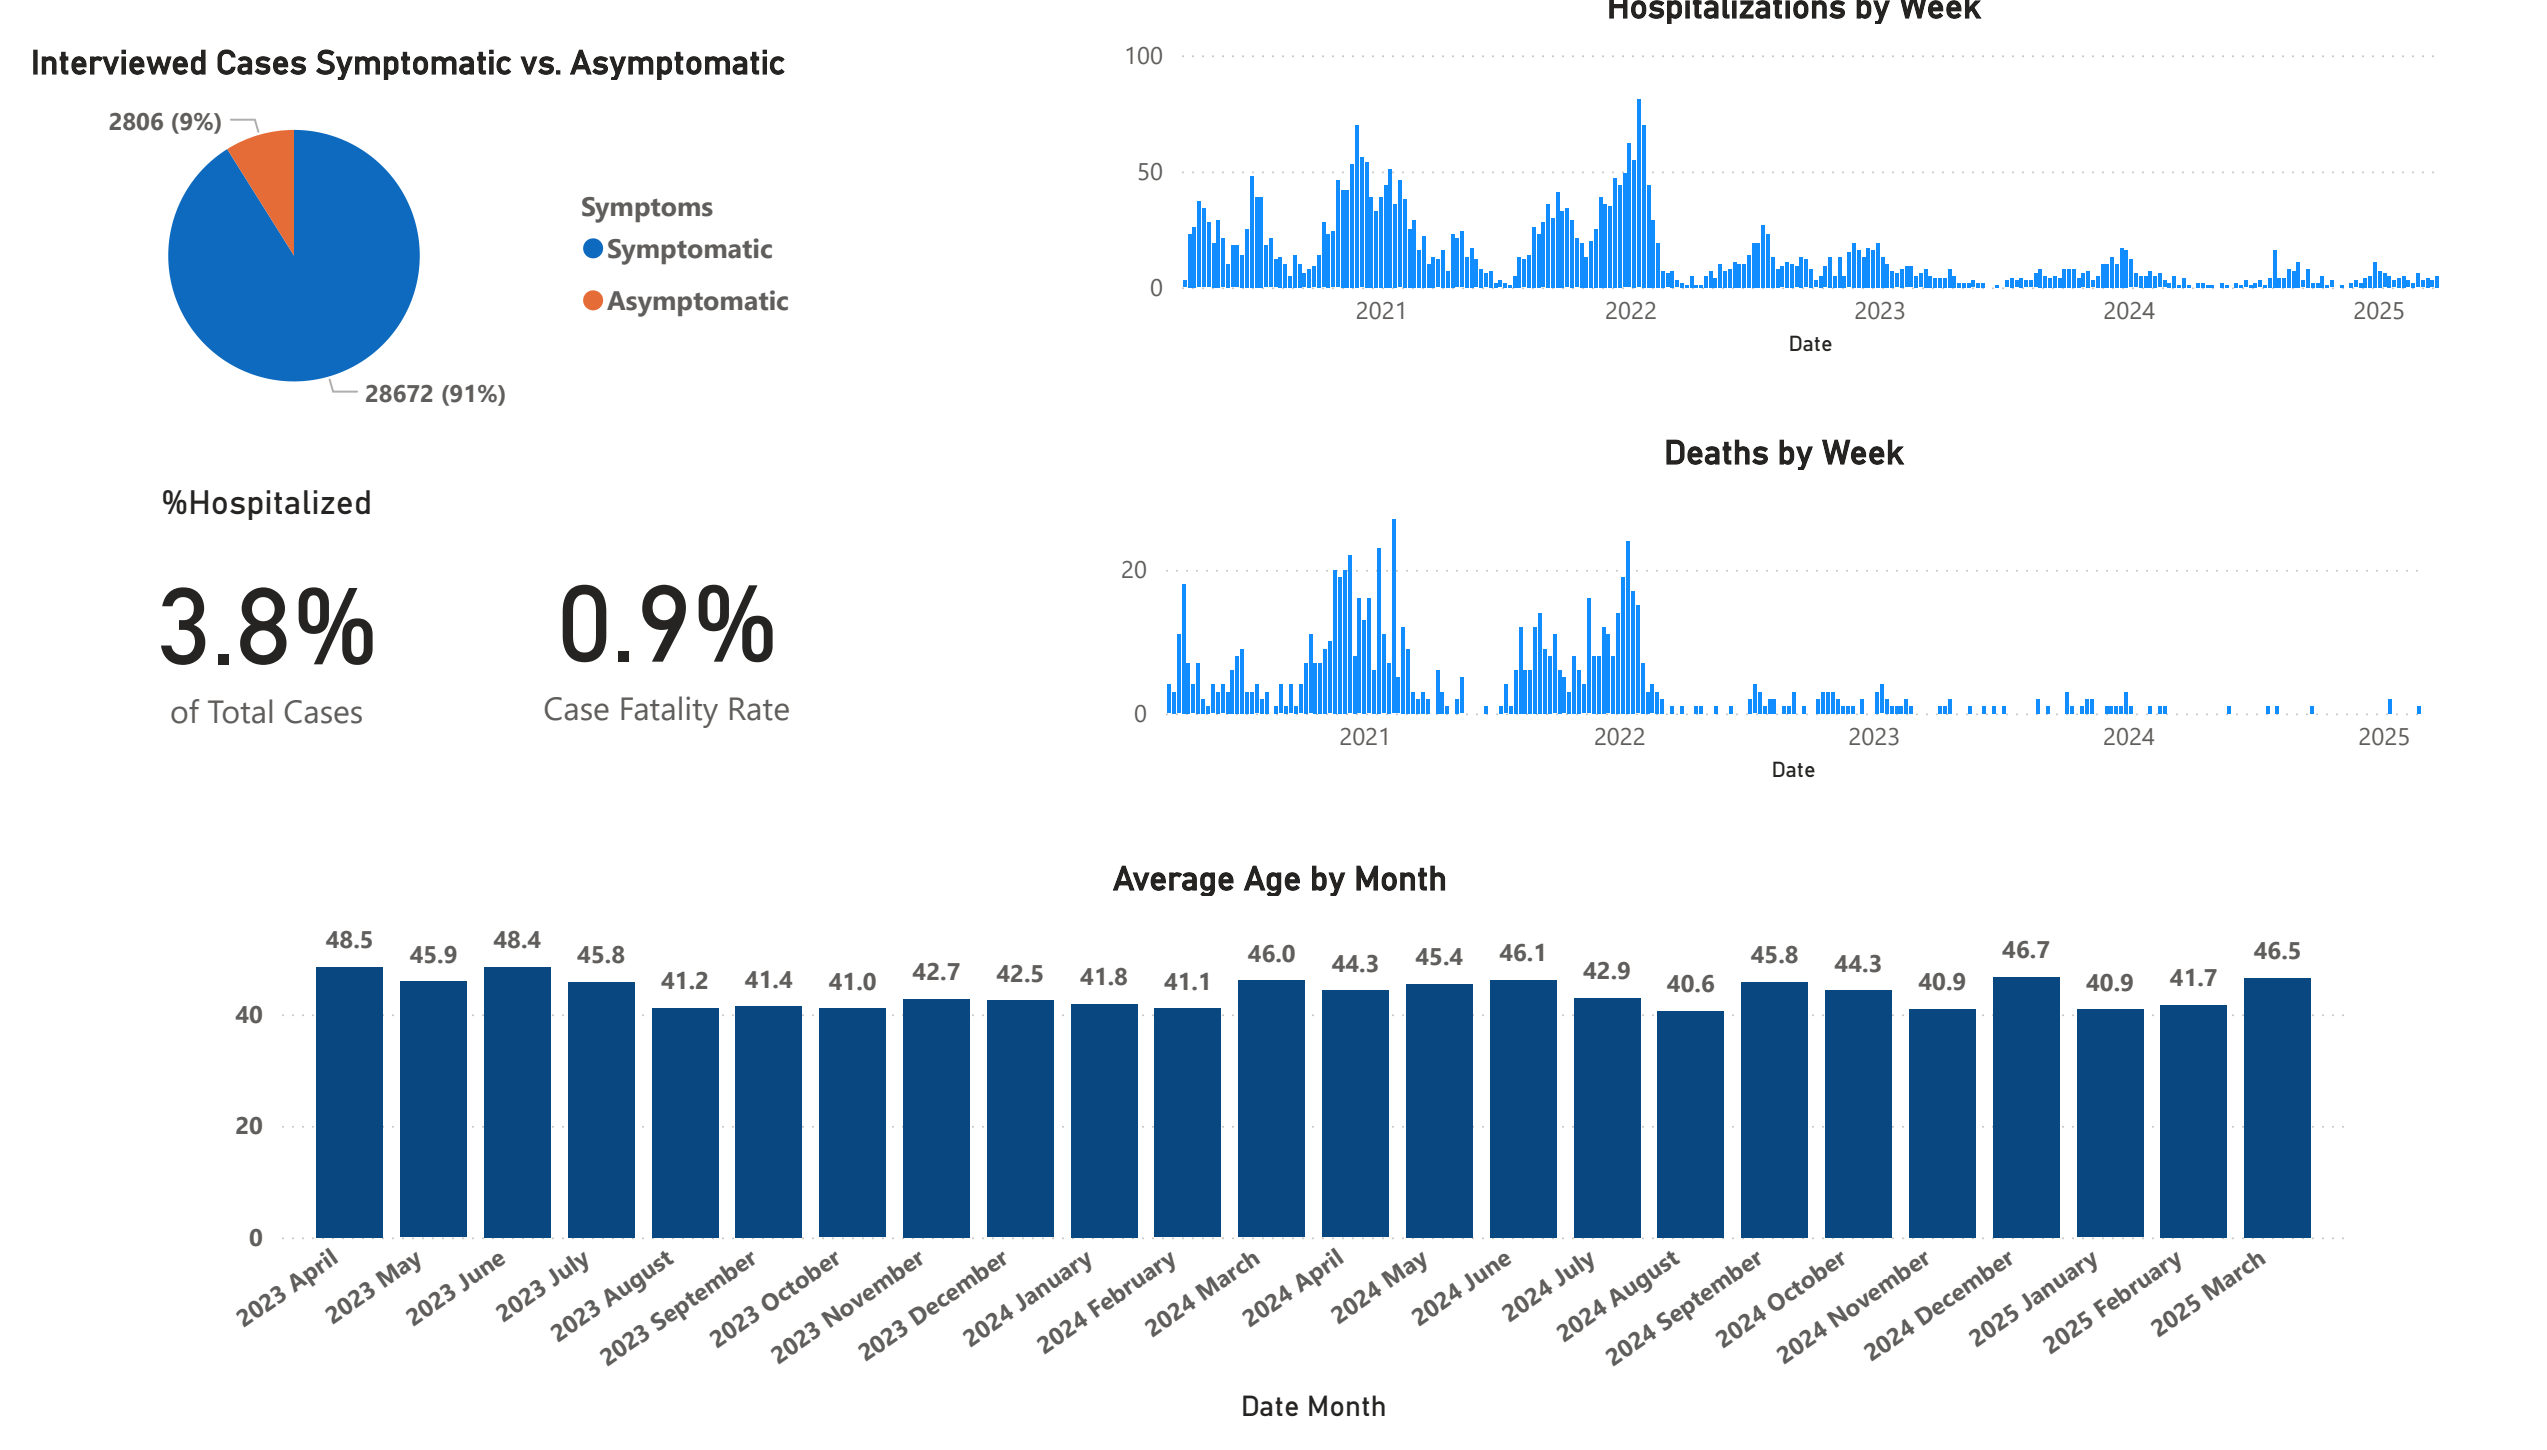 Hospitalizations by Week
Interviewed Cases Symptomatic vs. Asymptomatic
2806 (9%)
28672 (91%)
Symptoms
Symptomatic
Asymptomatic
100
50
0
2021 2022 2023 2024 2025
Date
%Hospitalized
3.8%
of Total Cases
0.9%
Case Fatality Rate
Deaths by Week
20
0
2021 2022 2023 2024 2025
Date
Average Age by Month
48.5 45.9 48.4 45.8 41.2 41.4 41.0 42.7 42.5 41.8 41.1 46.0 44.3 45.4 46.1 42.9 40.6 45.8 44.3 40.9 46.7 40.9 41.7 46.5
40
20
0
2023 April
2023 May
2023 June
2023 July
2023 August
2023 September
2023 October
2023 November
2023 December
2024 January
2024 February
2024 March
2024 April
2024 May
2024 June
2024 July
2024 August
2024 September
2024 October
2024 November
2024 December
2025 January
2025 February
2025 March
Date Month